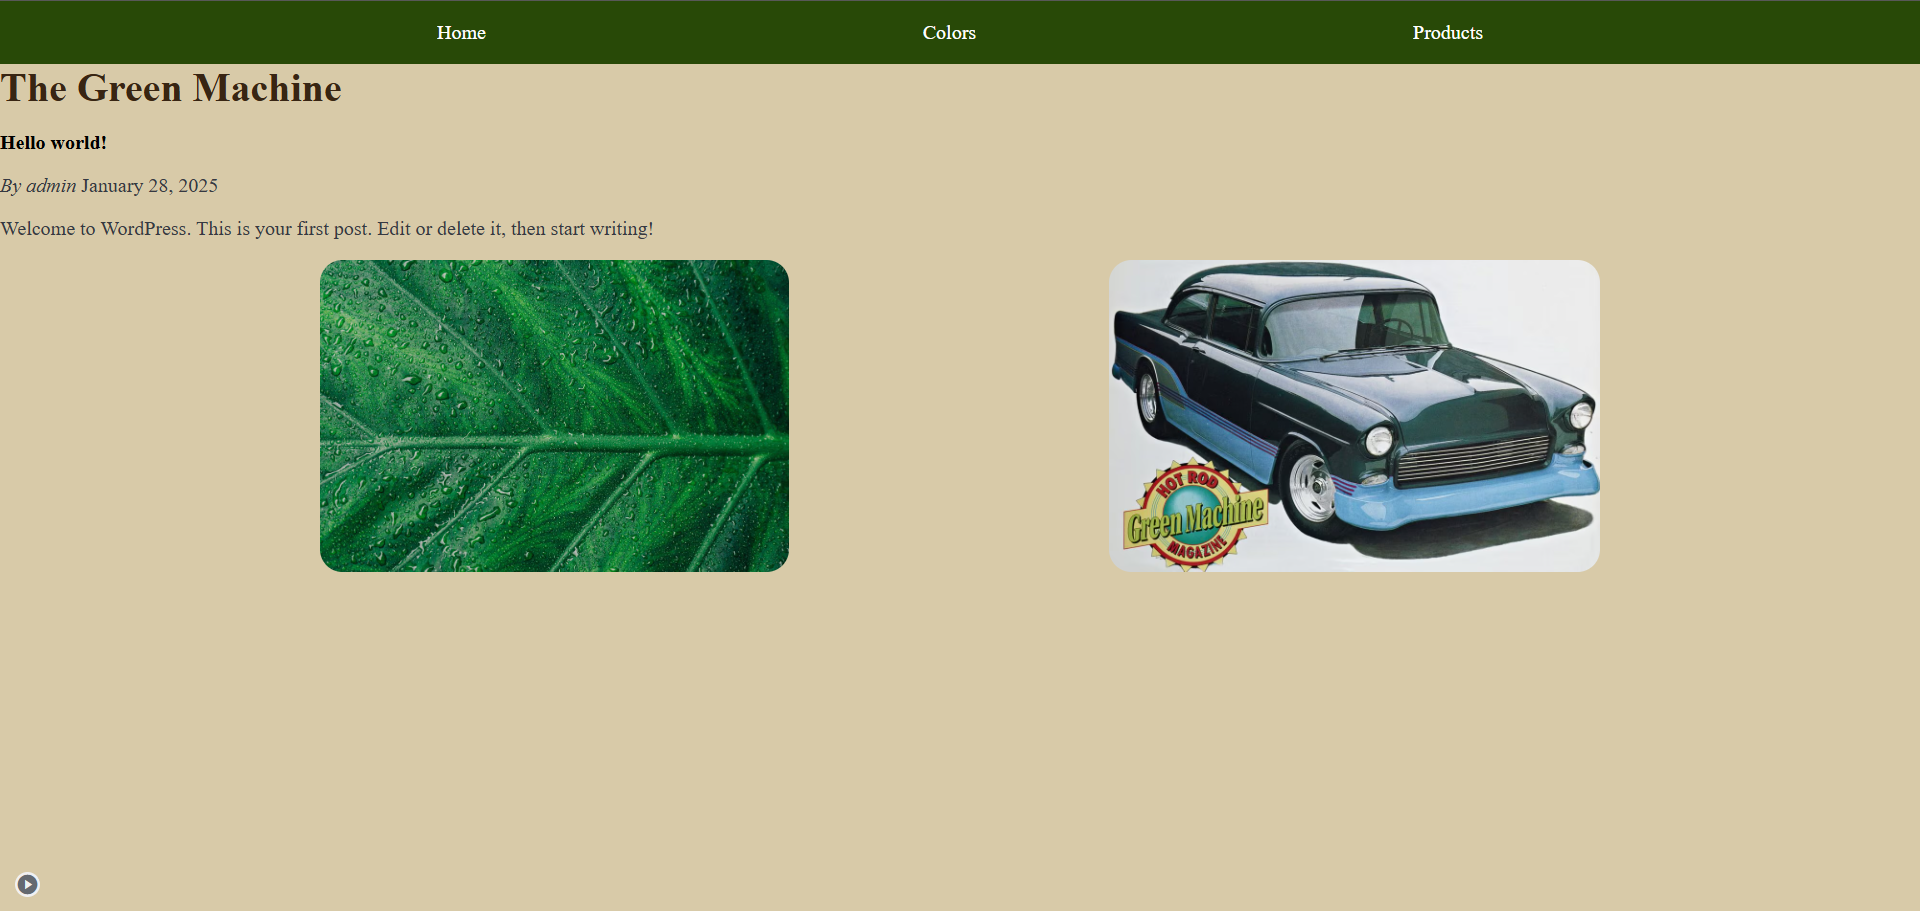 Home Colors Products
The Green Machine
Hello world!
By admin January 28, 2025
Welcome to WordPress. This is your first post. Edit or delete it, then start writing!
HOT ROD
Green Machine
MAGAZINE